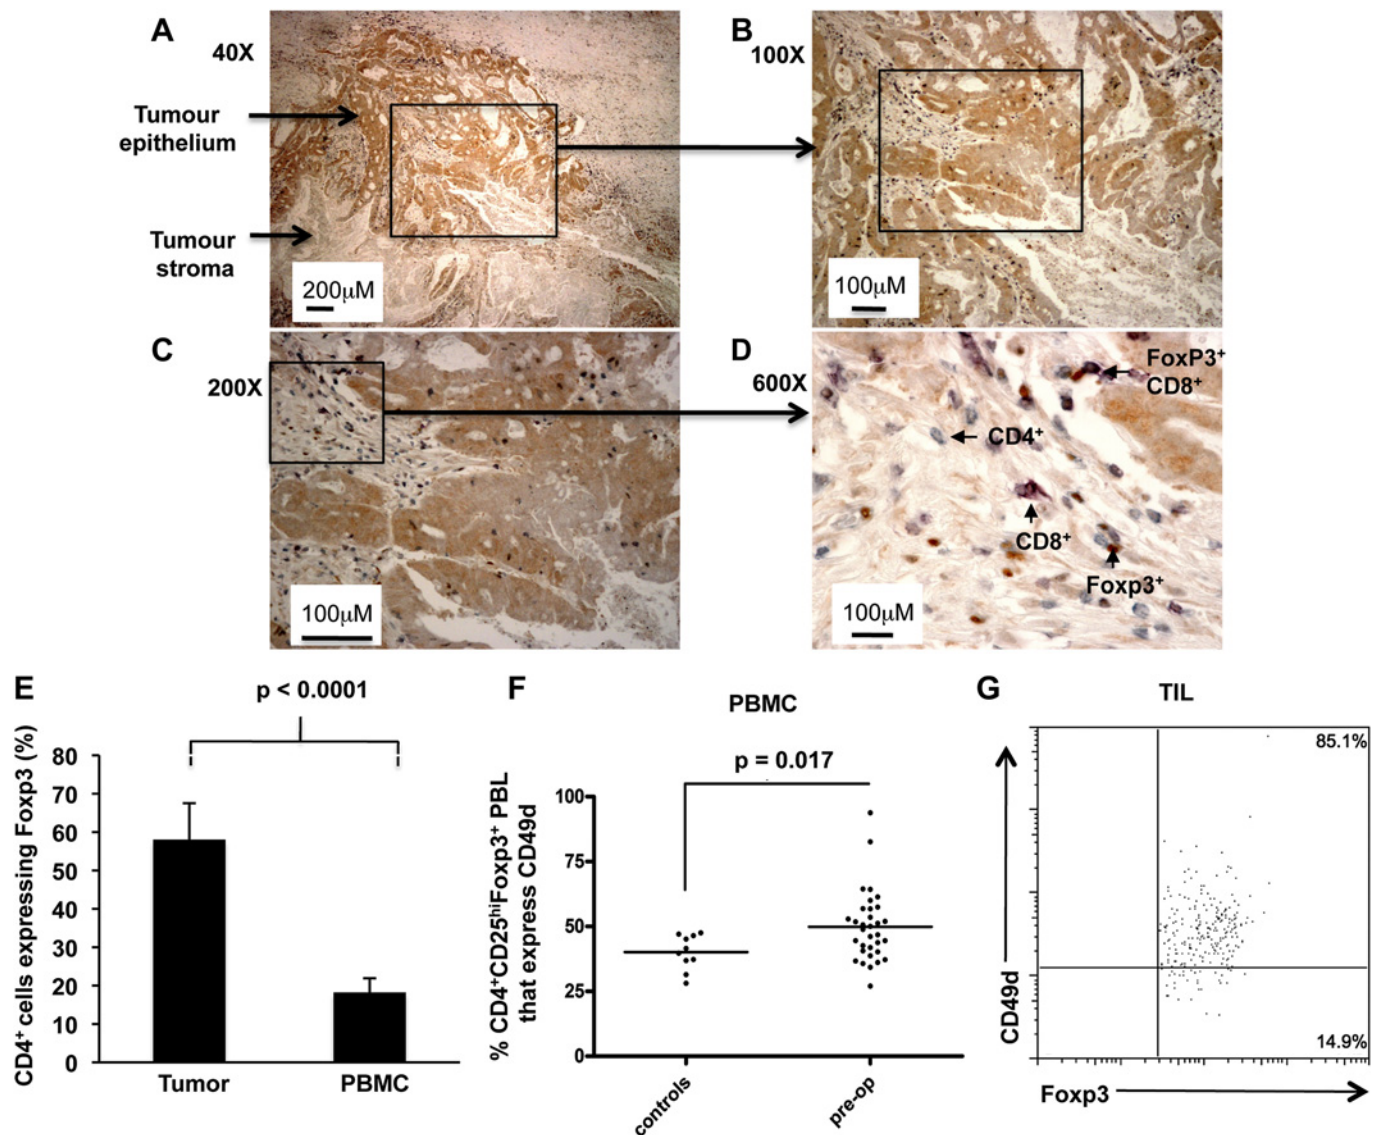 A
40X
Tumour
epithelium
Tumour
stroma
200μM
B
100X
100μM
C
200X
100μM
D
600X
FoxP3⁺
CD8⁺
CD4⁺
CD8⁺
Foxp3⁺
100μM
E
p < 0.0001
CD4⁺ cells expressing Foxp3 (%)
80
70
60
50
40
30
20
10
0
Tumor
PBMC
F
PBMC
p = 0.017
% CD4⁺CD25ʰⁱFoxp3⁺ PBL
that express CD49d
100
75
50
25
0
controls
pre-op
G
TIL
85.1%
14.9%
CD49d
Foxp3